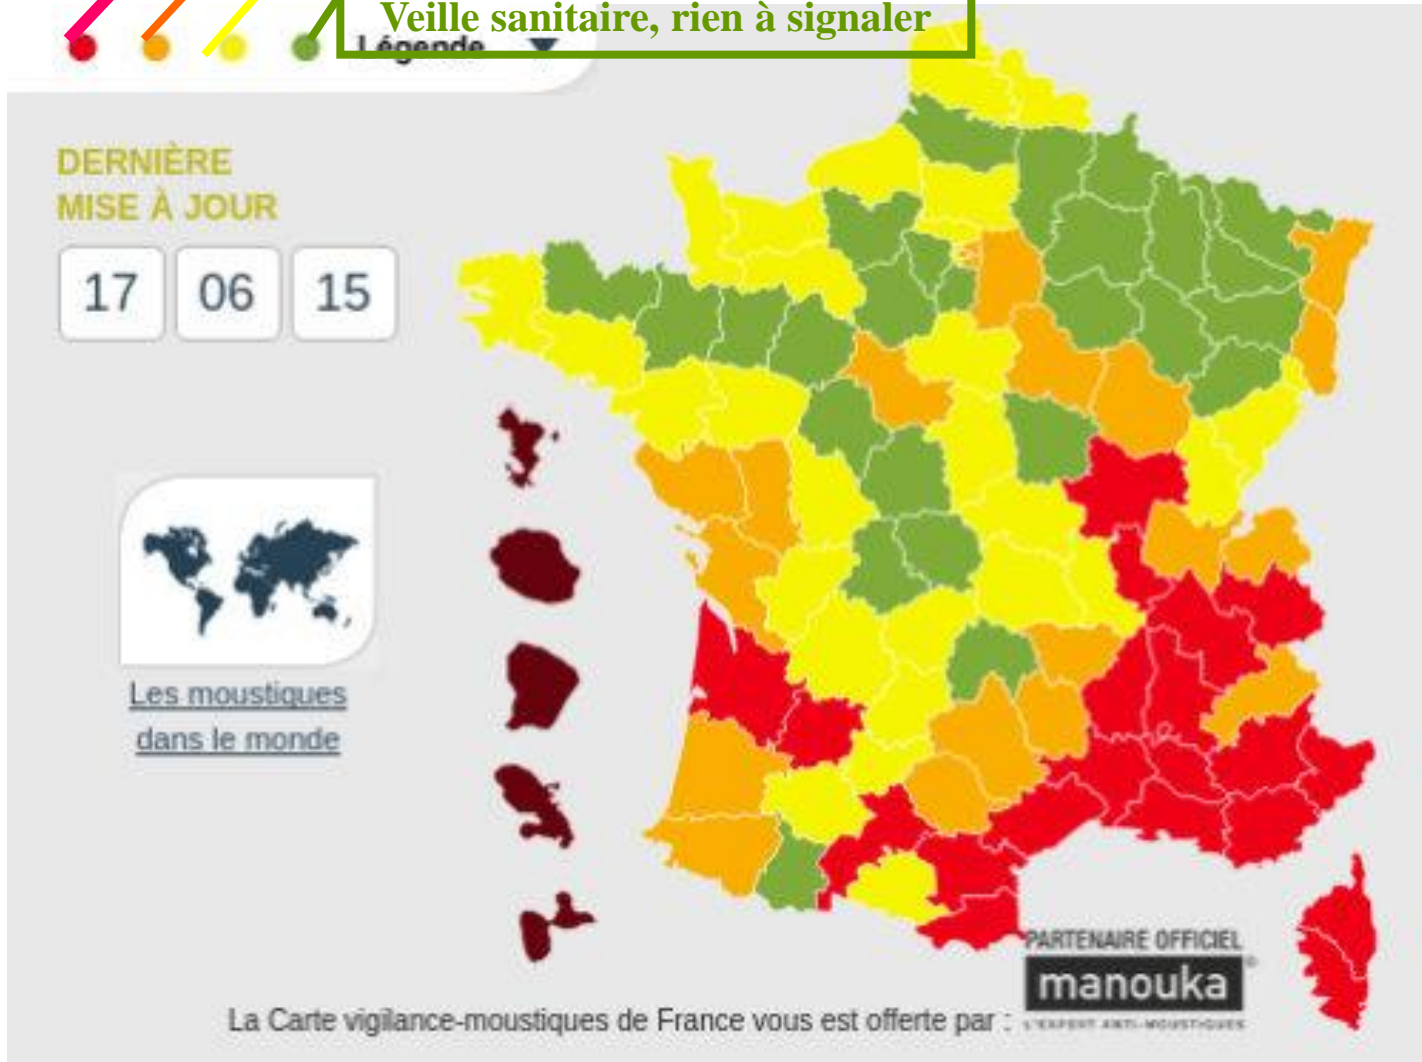 Veille sanitaire, rien à signaler
Légende
DERNIÈRE
MISE À JOUR
17 06 15
Les moustiques
dans le monde
PARTENAIRE OFFICIEL
manouka
L'EXPERT ANTI-MOUSTIQUES
La Carte vigilance-moustiques de France vous est offerte par :